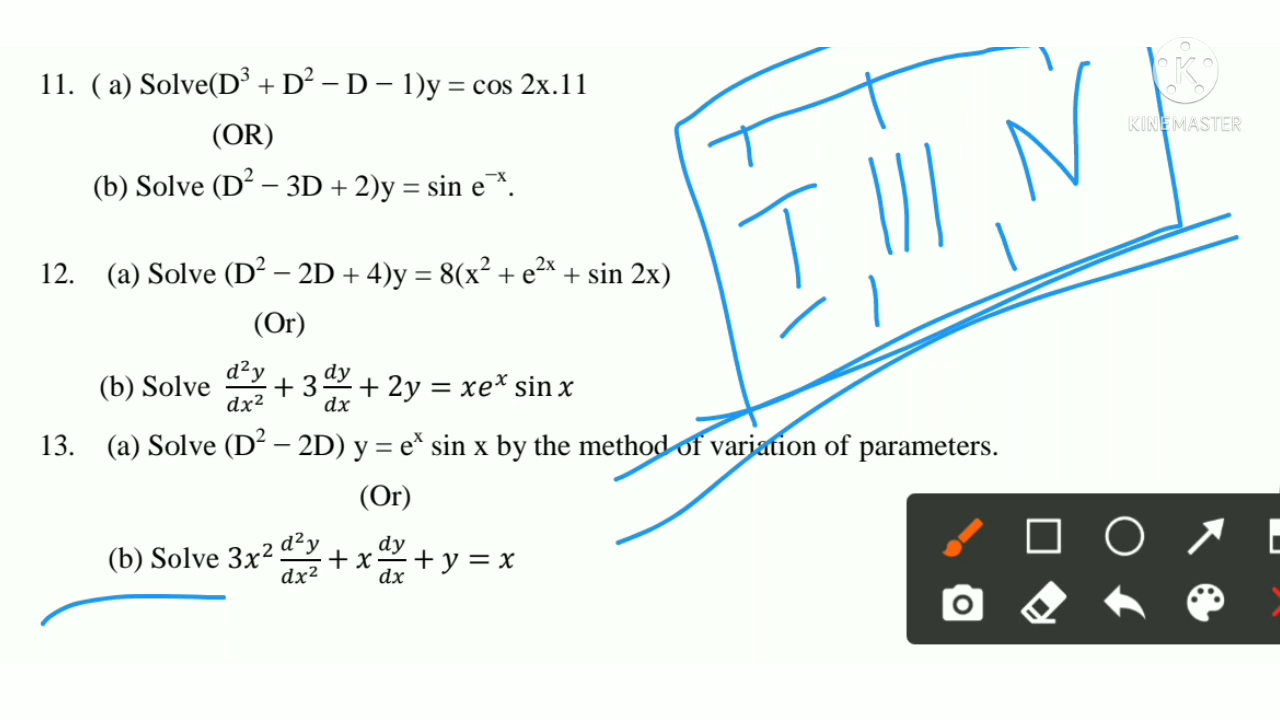 11. ( a) Solve(D³ + D² − D − 1)y = cos 2x.11
(OR)
(b) Solve (D² − 3D + 2)y = sin e⁻ˣ.
12. (a) Solve (D² − 2D + 4)y = 8(x² + e²ˣ + sin 2x)
(Or)
(b) Solve d²y/dx² + 3 dy/dx + 2y = xeˣ sin x
13. (a) Solve (D² − 2D) y = eˣ sin x by the method of variation of parameters.
(Or)
(b) Solve 3x² d²y/dx² + x dy/dx + y = x
K
KINEMASTER